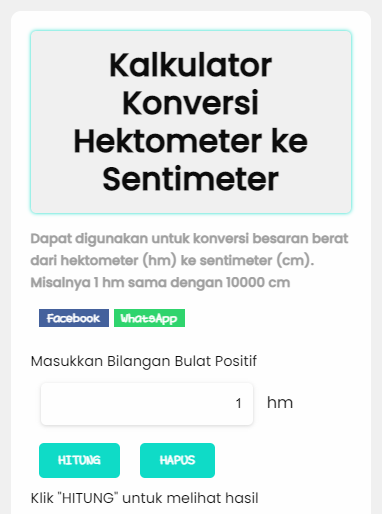 Kalkulator
Konversi
Hektometer ke
Sentimeter
Dapat digunakan untuk konversi besaran berat
dari hektometer (hm) ke sentimeter (cm).
Misalnya 1 hm sama dengan 10000 cm
Facebook WhatsApp
Masukkan Bilangan Bulat Positif
1 hm
HITUNG HAPUS
Klik "HITUNG" untuk melihat hasil